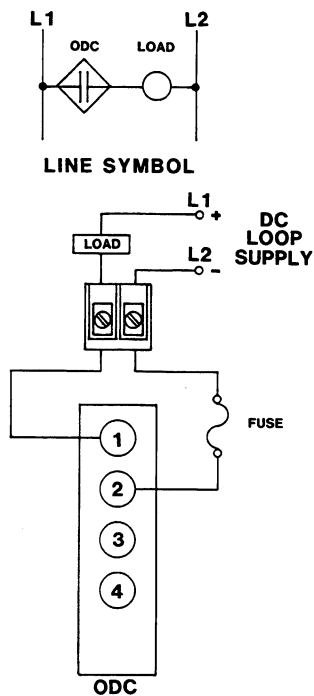 L1 L2
ODC LOAD
LINE SYMBOL
L1 +
DC
LOOP
SUPPLY
LOAD
L2 -
FUSE
1
2
3
4
ODC